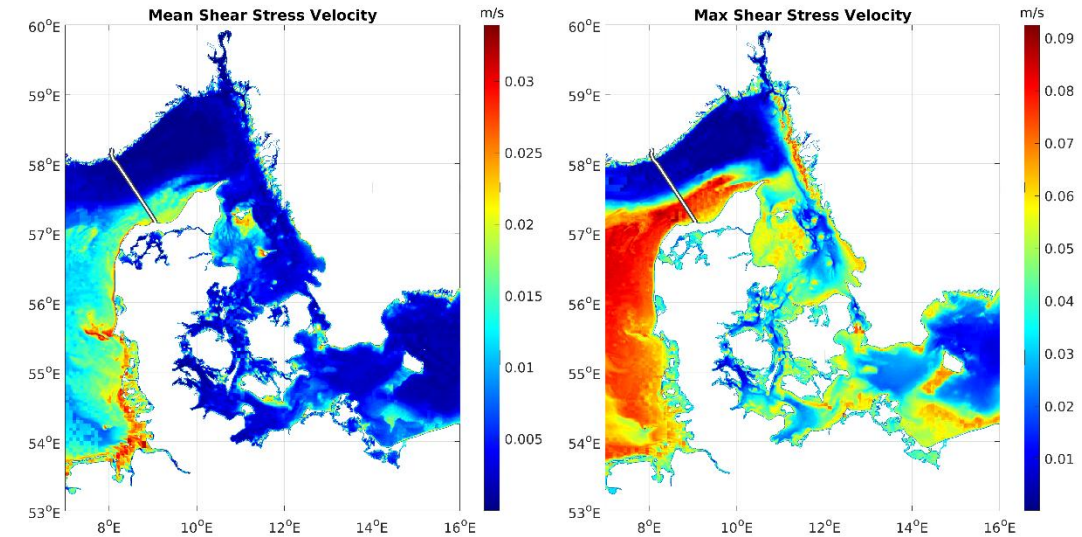 Mean Shear Stress Velocity
m/s
60°E
59°E
58°E
57°E
56°E
55°E
54°E
53°E
8°E 10°E 12°E 14°E 16°E
0.03
0.025
0.02
0.015
0.01
0.005
Max Shear Stress Velocity
m/s
60°E
59°E
58°E
57°E
56°E
55°E
54°E
53°E
8°E 10°E 12°E 14°E 16°E
0.09
0.08
0.07
0.06
0.05
0.04
0.03
0.02
0.01